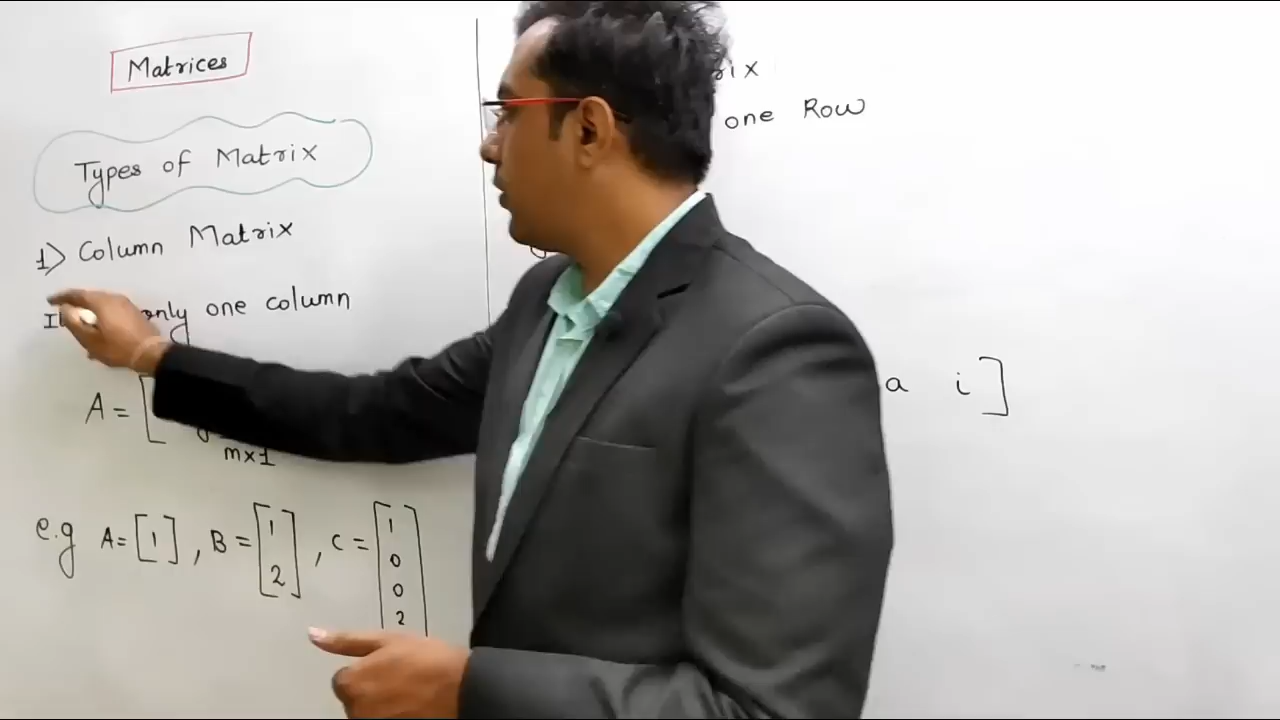 Matrices
Types of Matrix
1) Column Matrix
only one column
A = [
m×1
e.g A = [1], B = [1 2], C = [1 0 0 2
one Row
a i ]